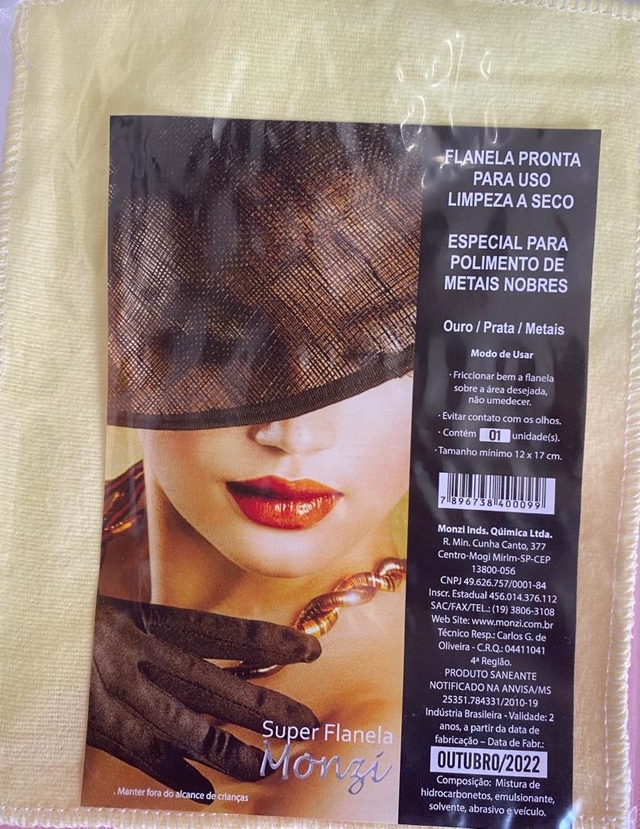 FLANELA PRONTA
PARA USO
LIMPEZA A SECO
ESPECIAL PARA
POLIMENTO DE
METAIS NOBRES
Ouro / Prata / Metais
Modo de Usar
· Friccionar bem a flanela
sobre a área desejada,
não umedecer.
· Evitar contato com os olhos.
· Contém 01 unidade(s).
· Tamanho mínimo 12 x 17 cm.
7 896738 400099
Monzi Inds. Qúimica Ltda.
R. Min. Cunha Canto, 377
Centro-Mogi Mirim-SP-CEP
13800-056
CNPJ 49.626.757/0001-84
Inscr. Estadual 456.014.376.112
SAC/FAX/TEL.: (19) 3806-3108
Web Site: www.monzi.com.br
Técnico Resp.: Carlos G. de
Oliveira - C.R.Q.: 04411041
4ª Região.
PRODUTO SANEANTE
NOTIFICADO NA ANVISA/MS
25351.784331/2010-19
Indústria Brasileira - Validade: 2
anos, a partir da data de
fabricação – Data de Fabr.:
OUTUBRO/2022
Composição: Mistura de
hidrocarbonetos, emulsionante,
solvente, abrasivo e veículo.
Super Flanela
Monzi
. Manter fora do alcance de crianças